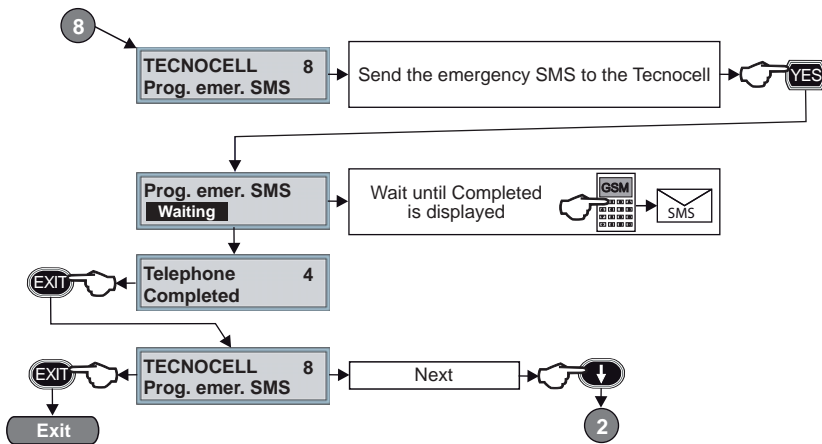 8
TECNOCELL 8
Prog. emer. SMS
Send the emergency SMS to the Tecnocell
YES
Prog. emer. SMS
Waiting
Wait until Completed
is displayed
GSM
SMS
Telephone 4
Completed
EXIT
TECNOCELL 8
Prog. emer. SMS
EXIT
Next
Exit
2